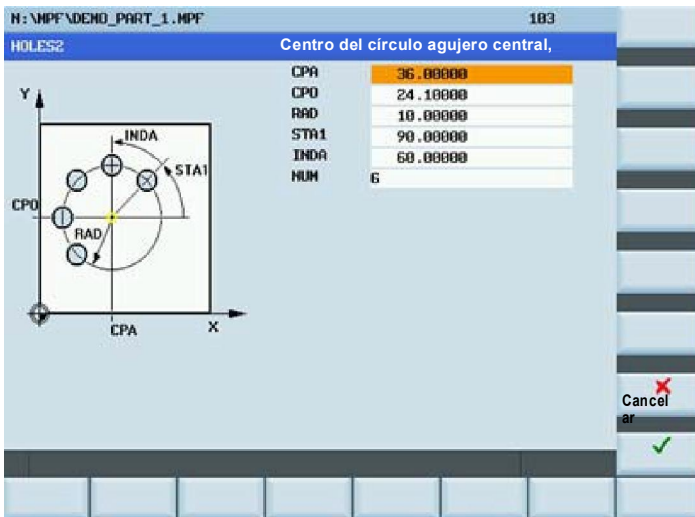 N:\MPF\DEMO_PART_1.MPF 103
HOLES2 Centro del círculo agujero central,
CPA 36.00000
CPO 24.10000
RAD 10.00000
STA1 90.00000
INDA 60.00000
NUM 6
Y
INDA
STA1
CPO
RAD
CPA
X
Cancel
ar